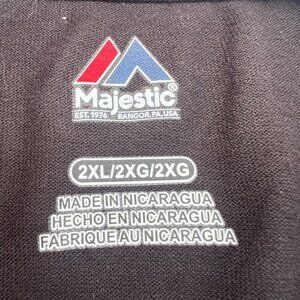 Majestic®
EST. 1976 BANGOR, PA, USA
2XL/2XG/2XG
MADE IN NICARAGUA
HECHO EN NICARAGUA
FABRIQUE AU NICARAGUA